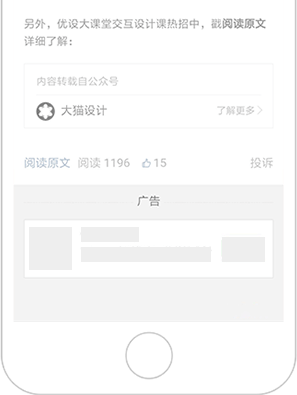 另外，优设大课堂交互设计课热招中，戳阅读原文
详细了解：
内容转载自公众号
大猫设计 了解更多 >
阅读原文 阅读 1196 15 投诉
广告